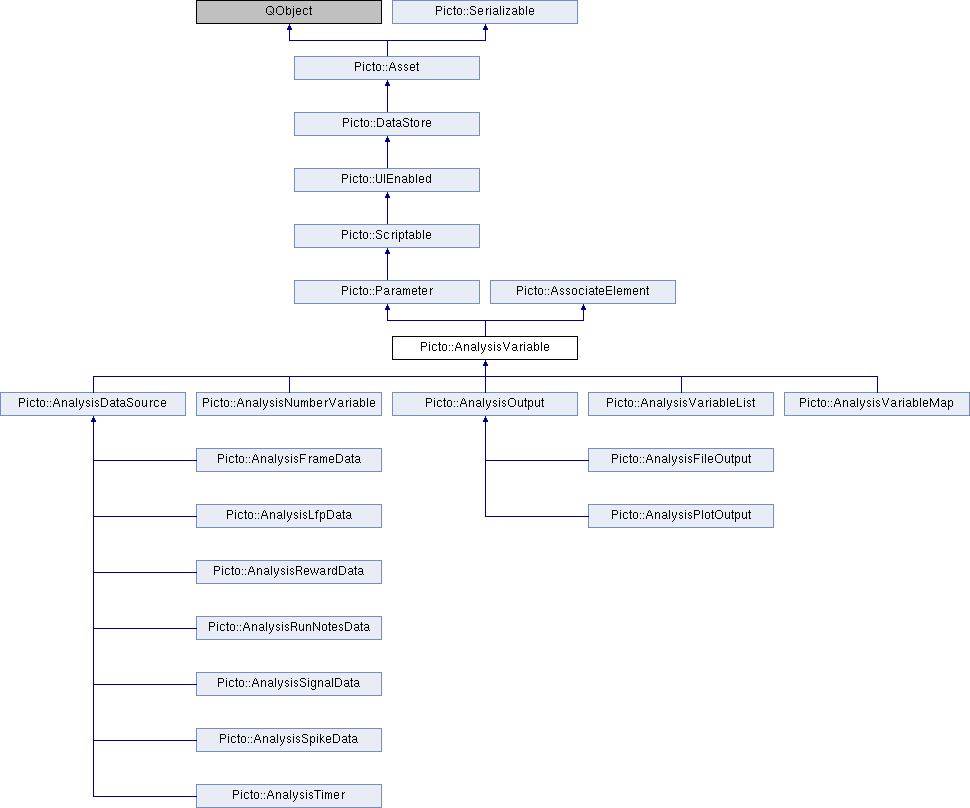 QObject
Picto::Serializable
Picto::Asset
Picto::DataStore
Picto::UIEnabled
Picto::Scriptable
Picto::Parameter
Picto::AssociateElement
Picto::AnalysisVariable
Picto::AnalysisDataSource
Picto::AnalysisNumberVariable
Picto::AnalysisOutput
Picto::AnalysisVariableList
Picto::AnalysisVariableMap
Picto::AnalysisFrameData
Picto::AnalysisFileOutput
Picto::AnalysisLfpData
Picto::AnalysisPlotOutput
Picto::AnalysisRewardData
Picto::AnalysisRunNotesData
Picto::AnalysisSignalData
Picto::AnalysisSpikeData
Picto::AnalysisTimer